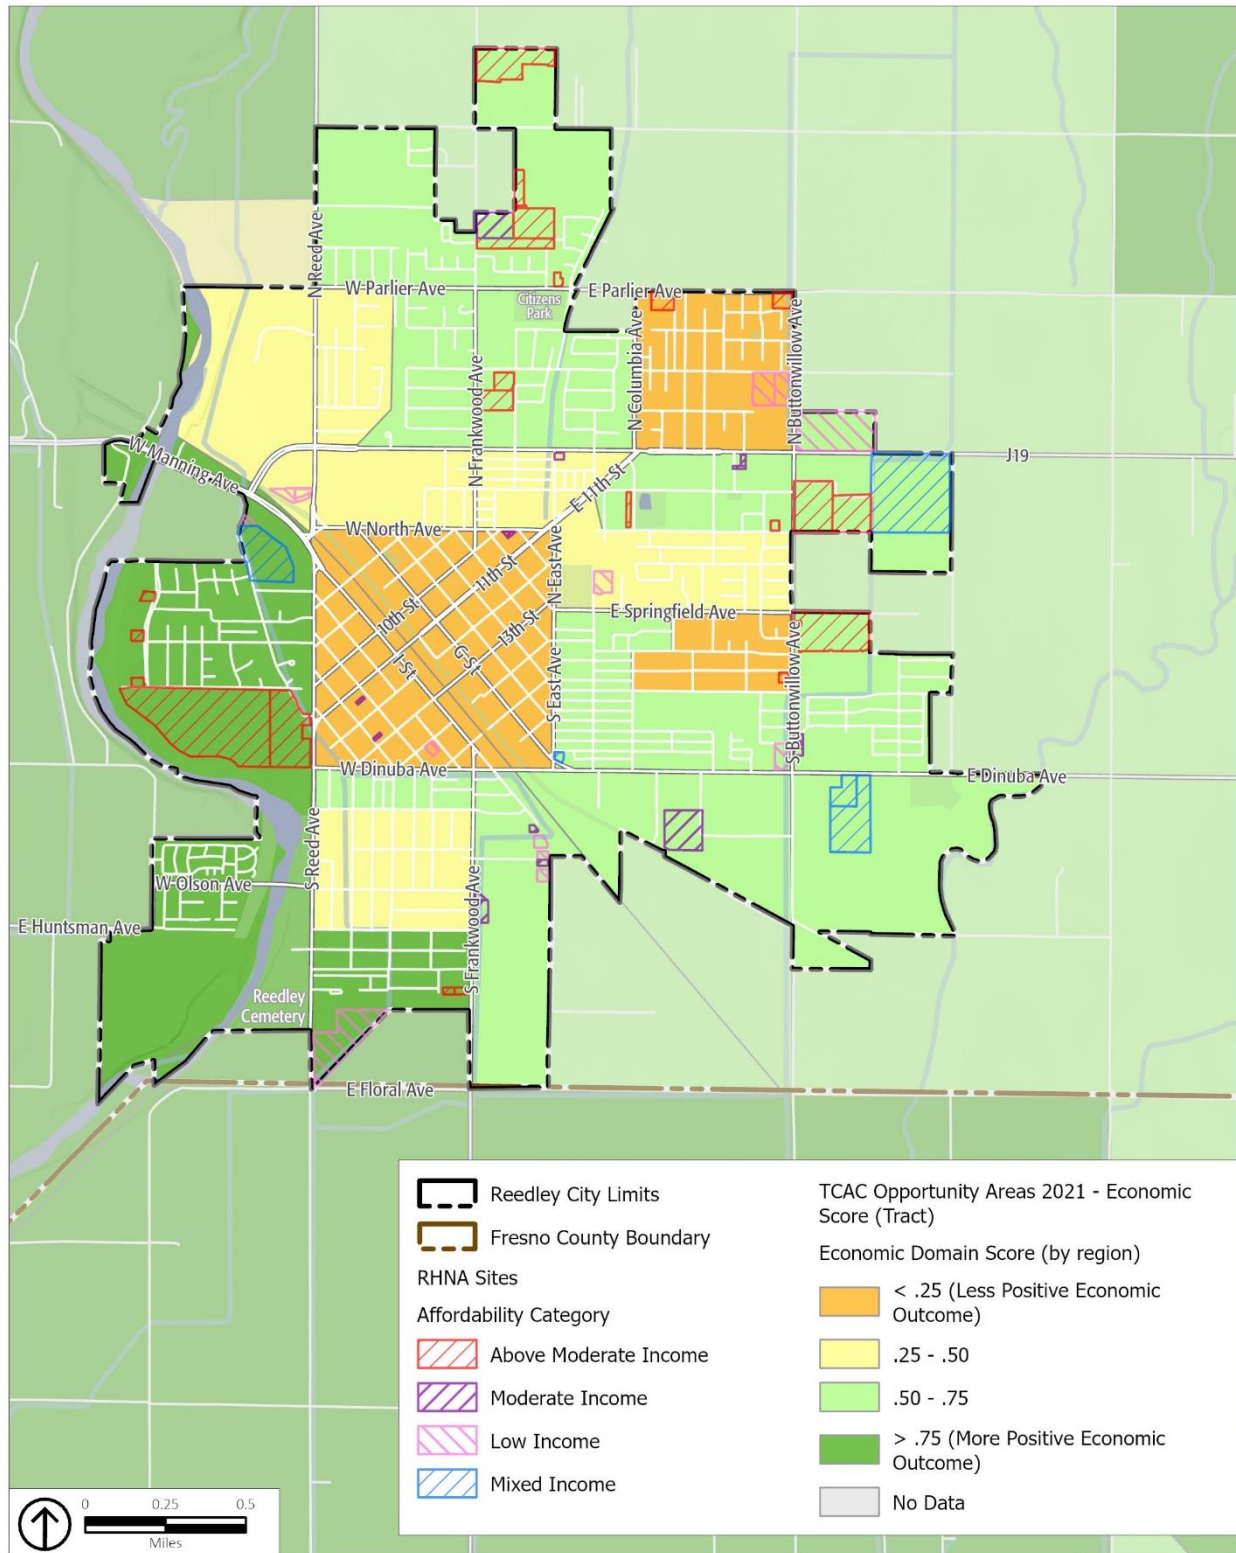 N Reed Ave
W Parlier Ave
Citizens
Park
E Parlier Ave
N Columbia Ave
N Buttonwillow Ave
N Frankwood Ave
W Manning Ave
J19
E 11th St
W North Ave
11th St
10th St
13th St
N East Ave
E Springfield Ave
I St
G St
S East Ave
S Buttonwillow Ave
W Dinuba Ave
E Dinuba Ave
S Reed Ave
W Olson Ave
E Huntsman Ave
S Frankwood Ave
Reedley
Cemetery
E Floral Ave
Reedley City Limits
Fresno County Boundary
RHNA Sites
Affordability Category
Above Moderate Income
Moderate Income
Low Income
Mixed Income
TCAC Opportunity Areas 2021 - Economic
Score (Tract)
Economic Domain Score (by region)
< .25 (Less Positive Economic
Outcome)
.25 - .50
.50 - .75
> .75 (More Positive Economic
Outcome)
No Data
0 0.25 0.5
Miles